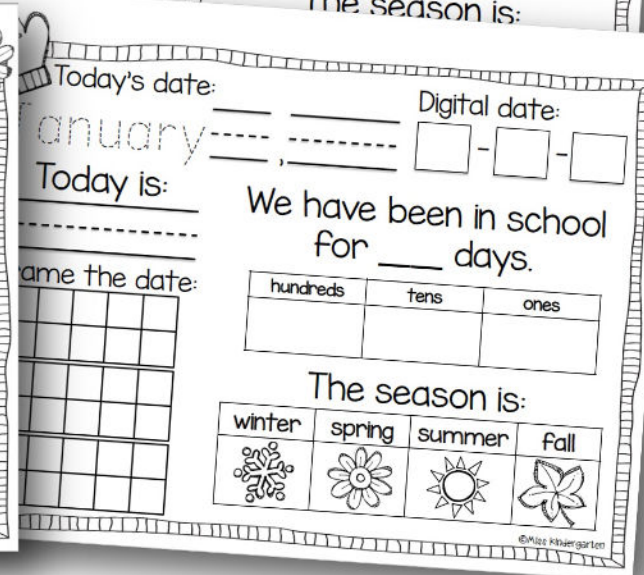 The season is:
Today's date:
Digital date:
January
,
- -
Today is:
We have been in school
for ____ days.
ame the date:
hundreds tens ones
The season is:
winter spring summer fall
©Miss Kindergarten